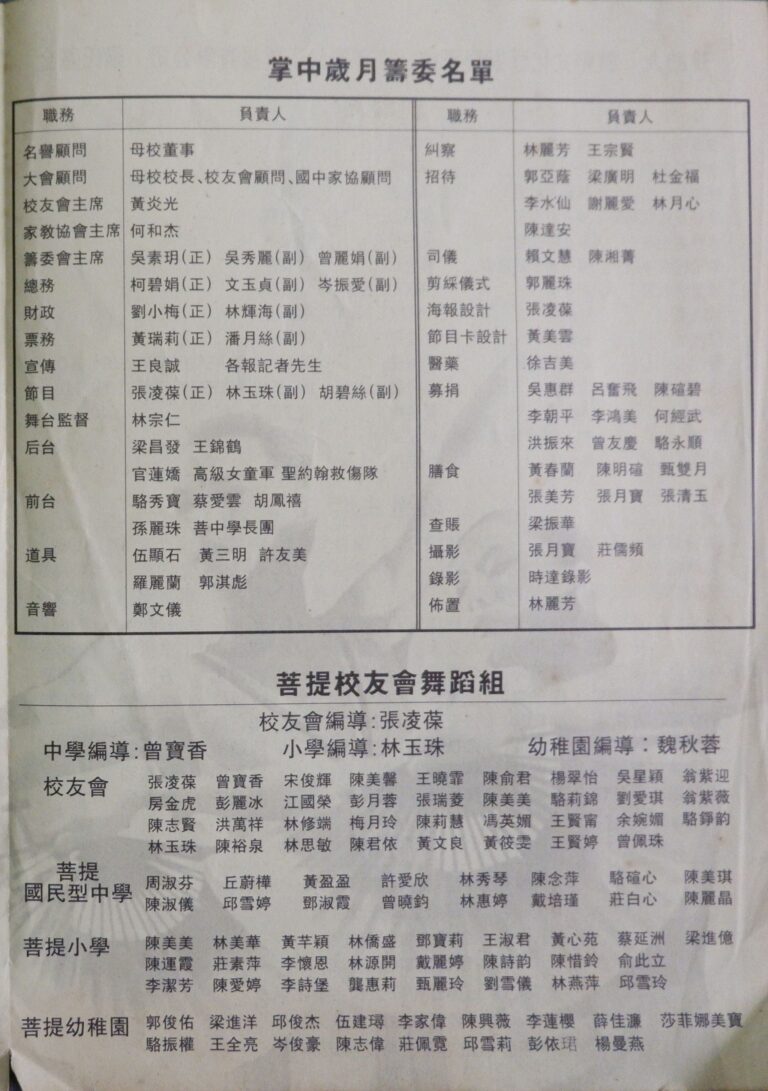 掌中歲月籌委名單
職務 負責人
名譽顧問 母校董事
大會顧問 母校校長、校友會顧問、國中家協顧問
校友會主席 黃炎光
家教協會主席 何和杰
籌委會主席 吳素玥(正) 吳秀麗(副) 曾麗娟(副)
總務 柯碧娟(正) 文玉貞(副) 岑振愛(副)
財政 劉小梅(正) 林輝海(副)
票務 黃瑞莉(正) 潘月絲(副)
宣傳 王良誠 各報記者先生
節目 張凌葆(正) 林玉珠(副) 胡碧絲(副)
舞台監督 林宗仁
后台 梁昌發 王錦鶴
官蓮嬌 高級女童軍 聖約翰救傷隊
前台 駱秀寶 蔡愛雲 胡鳳禧
孫麗珠 菩中學長團
道具 伍顯石 黃三明 許友美
羅麗蘭 郭淇彪
音響 鄭文儀
職務 負責人
糾察 林麗芳 王宗賢
招待 郭亞蔭 梁廣明 杜金福
李水仙 謝麗愛 林月心
陳達安
司儀 賴文慧 陳湘菁
剪綵儀式 郭麗珠
海報設計 張凌葆
節目卡設計 黃美雲
醫藥 徐吉美
募捐 吳惠群 呂奮飛 陳碹碧
李朝平 李鴻美 何經武
洪振來 曾友慶 駱永順
膳食 黃春蘭 陳明碹 甄雙月
張美芳 張月寶 張清玉
查賬 梁振華
攝影 張月寶 莊儒頻
錄影 時達錄影
佈置 林麗芳
菩提校友會舞蹈組
校友會編導:張凌葆
中學編導:曾寶香 小學編導:林玉珠 幼稚園編導:魏秋蓉
校友會 張凌葆 曾寶香 宋俊輝 陳美馨 王曉霏 陳俞君 楊翠怡 吳星穎 翁紫迎
房金虎 彭麗冰 江國榮 彭月蓉 張瑞菱 陳美美 駱莉錦 劉愛琪 翁紫薇
陳志賢 洪萬祥 林修端 梅月玲 陳莉慧 馮英媚 王賢甯 余婉媚 駱錚韵
林玉珠 陳裕泉 林思敏 陳君依 黃文良 黃筱雯 王賢婷 曾佩珠
菩提
國民型中學 周淑芬 丘蔚樺 黃盈盈 許愛欣 林秀琴 陳念萍 駱碹心 陳美琪
陳淑儀 邱雪婷 鄧淑霞 曾曉鈞 林惠婷 戴培瑾 莊白心 陳麗晶
菩提小學 陳美美 林美華 黃芊穎 林僑盛 鄧寶莉 王淑君 黃心苑 蔡延洲 梁進億
陳運霞 莊素萍 李懷恩 林源開 戴麗婷 陳詩韵 陳惜鈴 俞此立
李潔芳 陳愛婷 李詩堡 龔惠莉 甄麗玲 劉雪儀 林燕萍 邱雪玲
菩提幼稚園 郭俊佑 梁進洋 邱俊杰 伍建璕 李家偉 陳興薇 李蓮櫻 薛佳濂 莎菲娜美寶
駱振權 王全亮 岑俊豪 陳志偉 莊佩霓 邱雪莉 彭依珺 楊曼燕